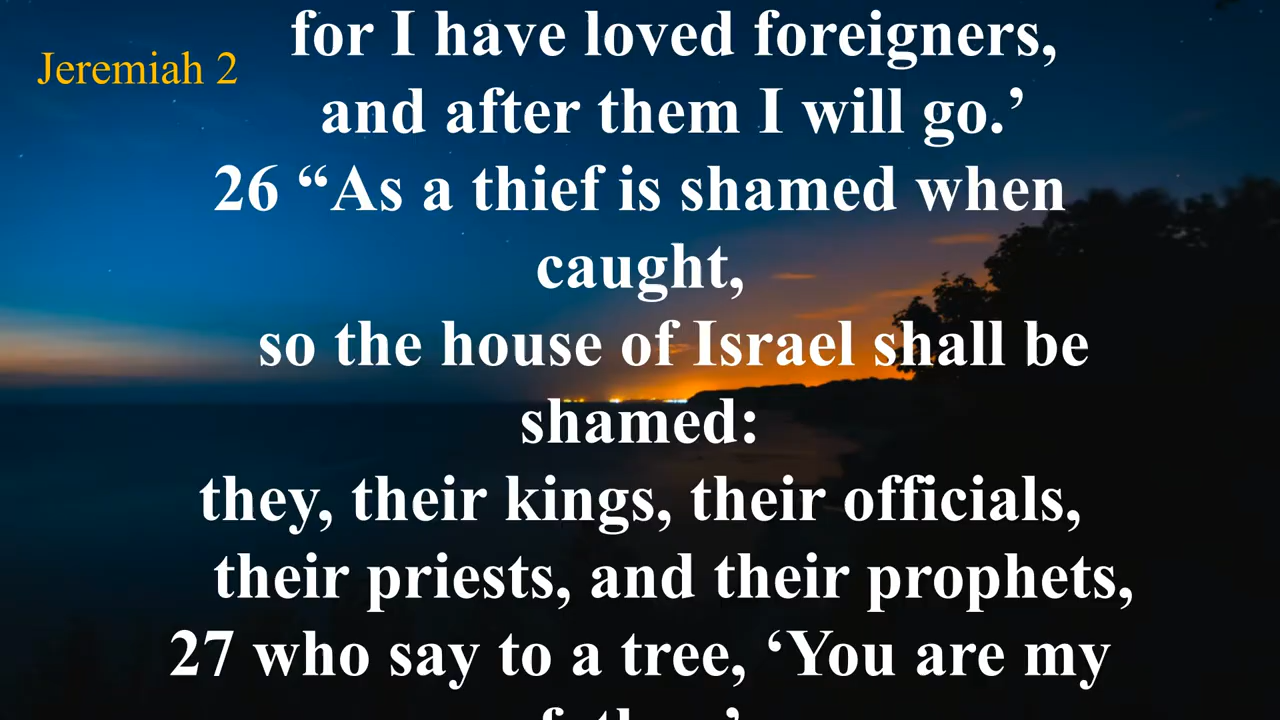 Jeremiah 2
for I have loved foreigners,
and after them I will go.’
26 “As a thief is shamed when
caught,
so the house of Israel shall be
shamed:
they, their kings, their officials,
their priests, and their prophets,
27 who say to a tree, ‘You are my